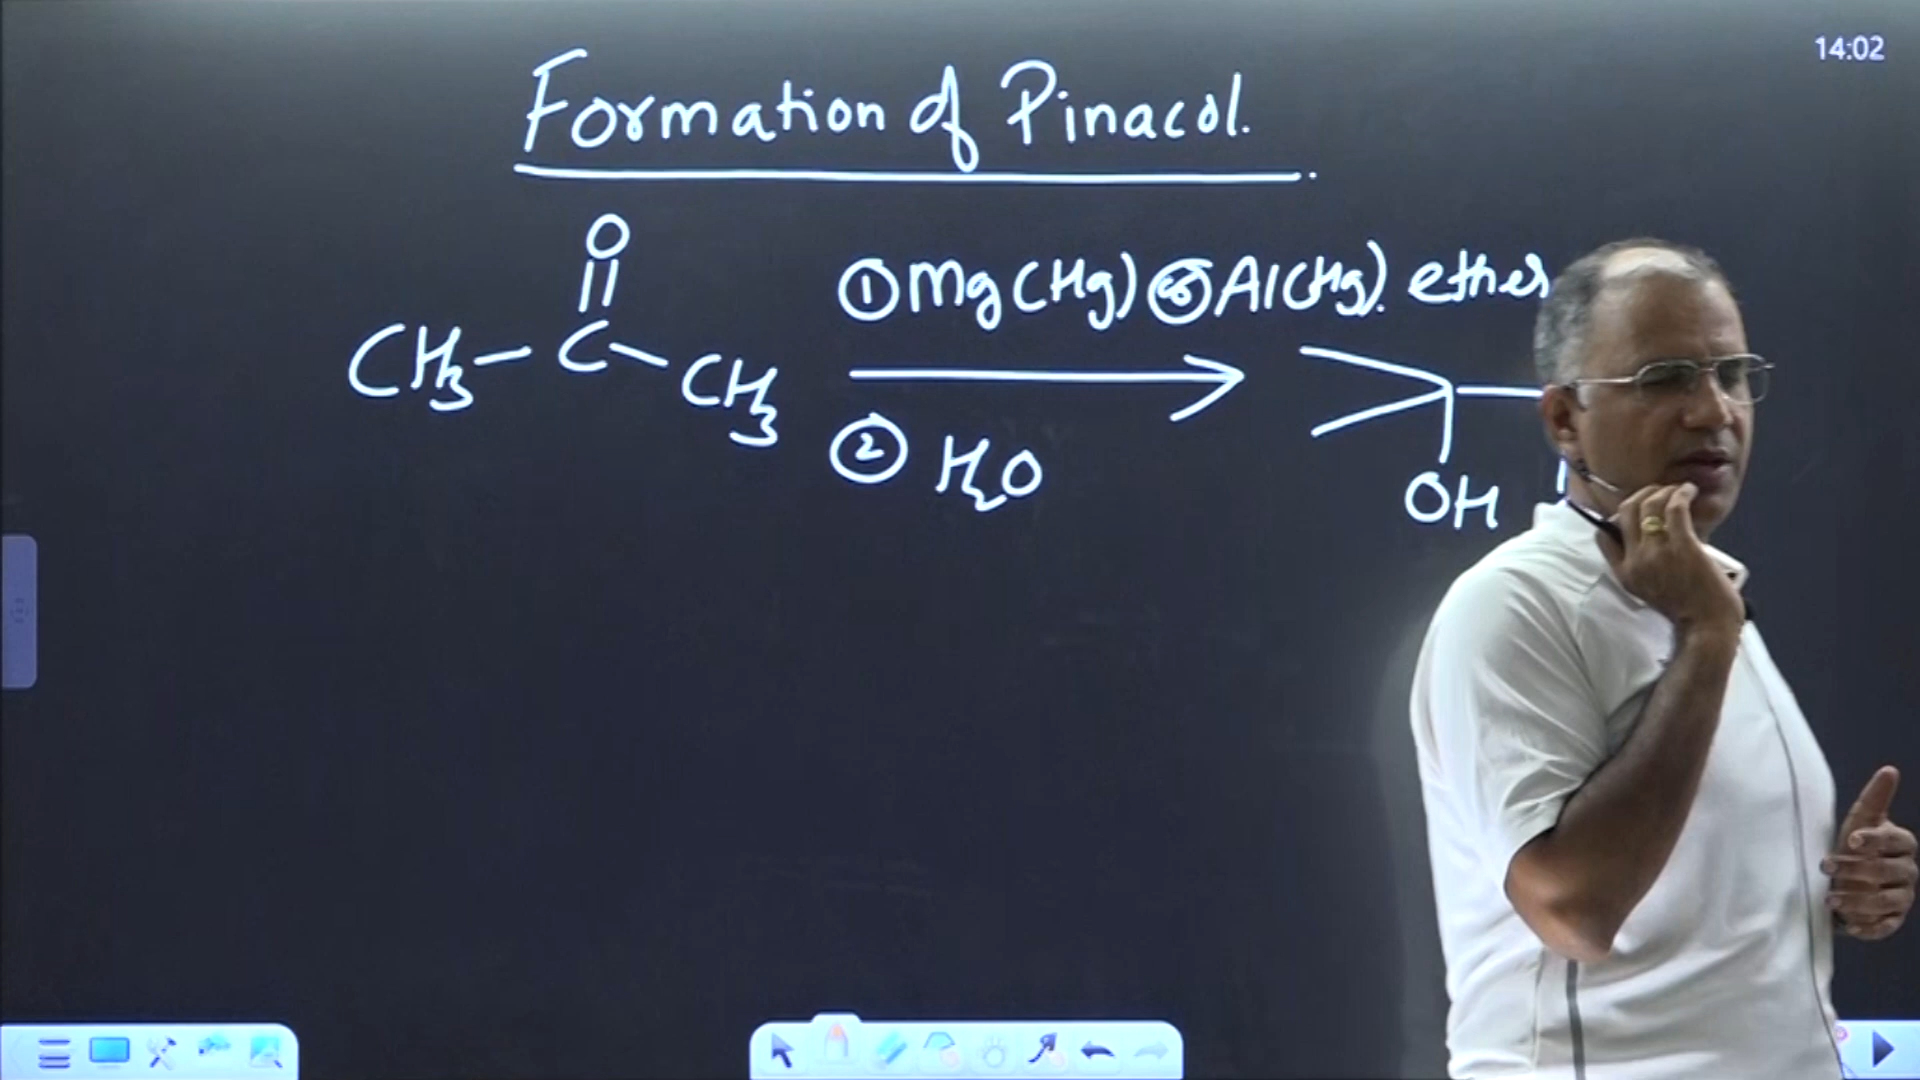 14:02
Formation of Pinacol.
O
① Mg(Hg) or Al(Hg). ether
CH3 – C – CH3
② H2O
OH